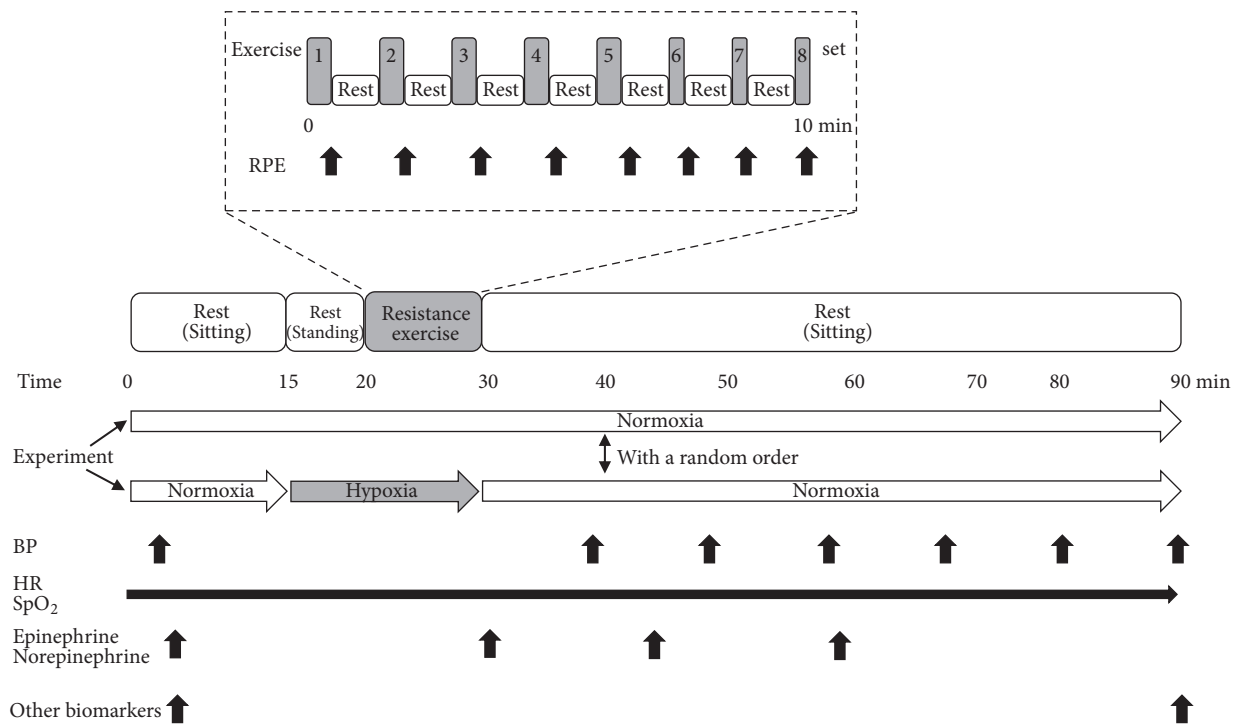 Exercise 1 2 3 4 5 6 7 8 set
Rest Rest Rest Rest Rest Rest Rest
0 10 min
RPE
Rest
(Sitting)
Rest
(Standing)
Resistance
exercise
Rest
(Sitting)
Time 0 15 20 30 40 50 60 70 80 90 min
Normoxia
Experiment
With a random order
Normoxia Hypoxia Normoxia
BP
HR
SpO₂
Epinephrine
Norepinephrine
Other biomarkers